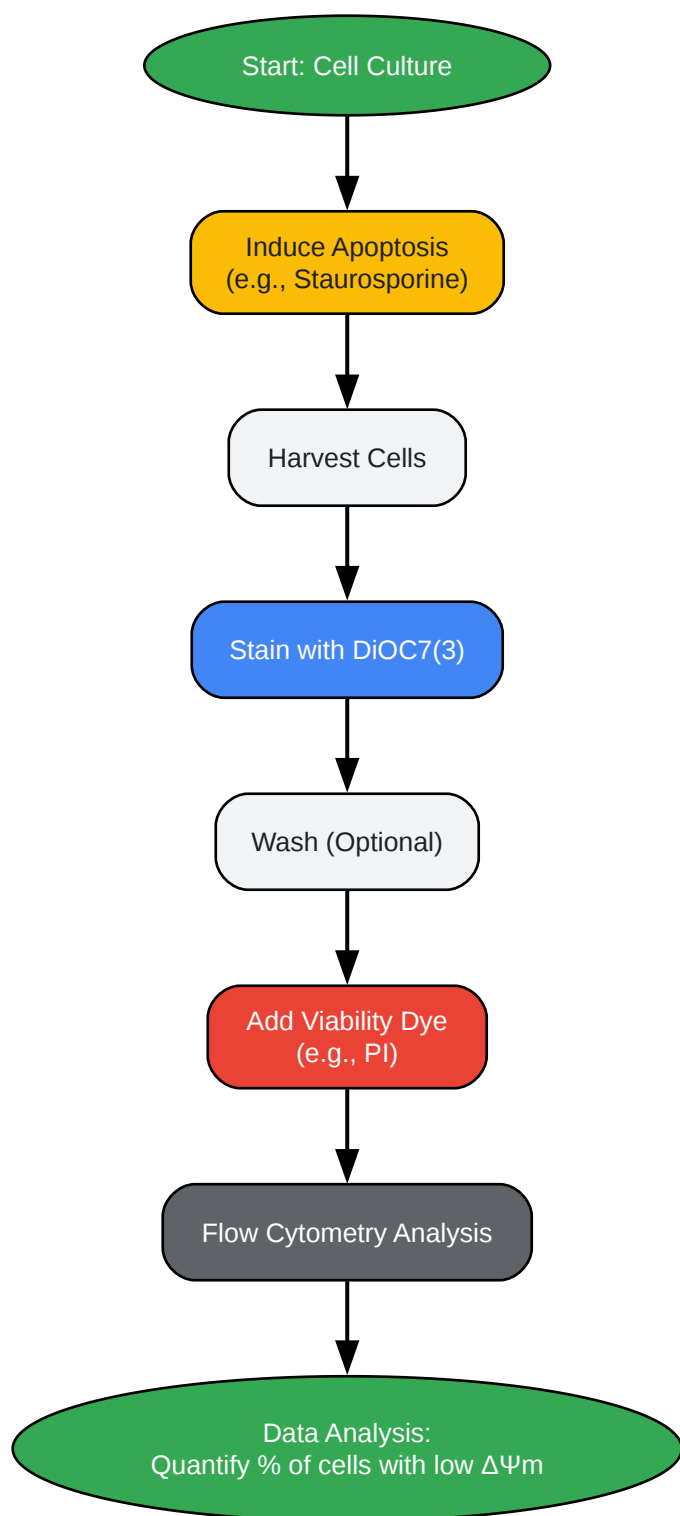 Start: Cell Culture
Induce Apoptosis
(e.g., Staurosporine)
Harvest Cells
Stain with DiOC7(3)
Wash (Optional)
Add Viability Dye
(e.g., PI)
Flow Cytometry Analysis
Data Analysis:
Quantify % of cells with low ΔΨm